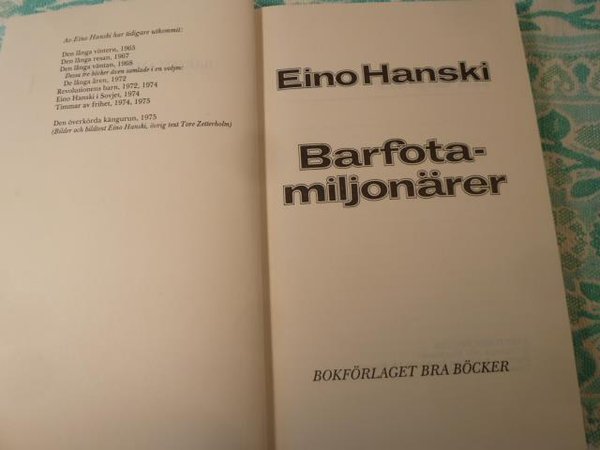 Av Eino Hanski har tidigare utkommit:
Den långa vintern, 1965
Den långa resan, 1967
Den långa väntan, 1968
Dessa tre böcker även samlade i en volym:
De långa åren, 1972
Revolutionens barn, 1972, 1974
Eino Hanski i Sovjet, 1974
Timmar av frihet, 1974, 1975
Den överkörda kängurun, 1975
(Bilder och bildtext Eino Hanski, övrig text Tore Zetterholm)
Eino Hanski
Barfota-
miljonärer
BOKFÖRLAGET BRA BÖCKER